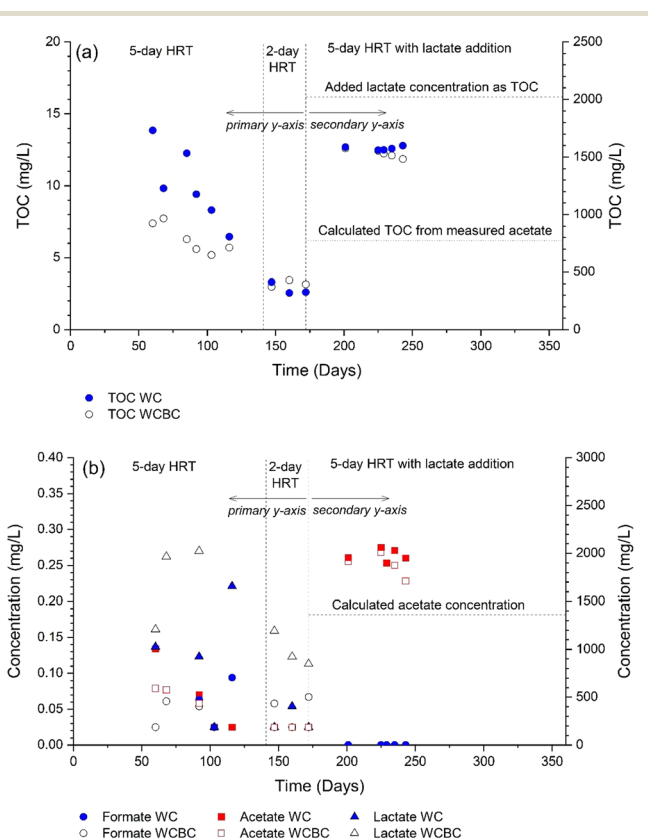 (a)
5-day HRT
2-day HRT
5-day HRT with lactate addition
Added lactate concentration as TOC
primary y-axis
secondary y-axis
Calculated TOC from measured acetate
TOC (mg/L)
TOC (mg/L)
20
15
10
5
0
2500
2000
1500
1000
500
0
0 50 100 150 200 250 300 350
Time (Days)
TOC WC
TOC WCBC
(b)
5-day HRT
2-day HRT
5-day HRT with lactate addition
primary y-axis
secondary y-axis
Calculated acetate concentration
Concentration (mg/L)
Concentration (mg/L)
0.40
0.35
0.30
0.25
0.20
0.15
0.10
0.05
0.00
3000
2500
2000
1500
1000
500
0
0 50 100 150 200 250 300 350
Time (Days)
Formate WC Acetate WC Lactate WC
Formate WCBC Acetate WCBC Lactate WCBC